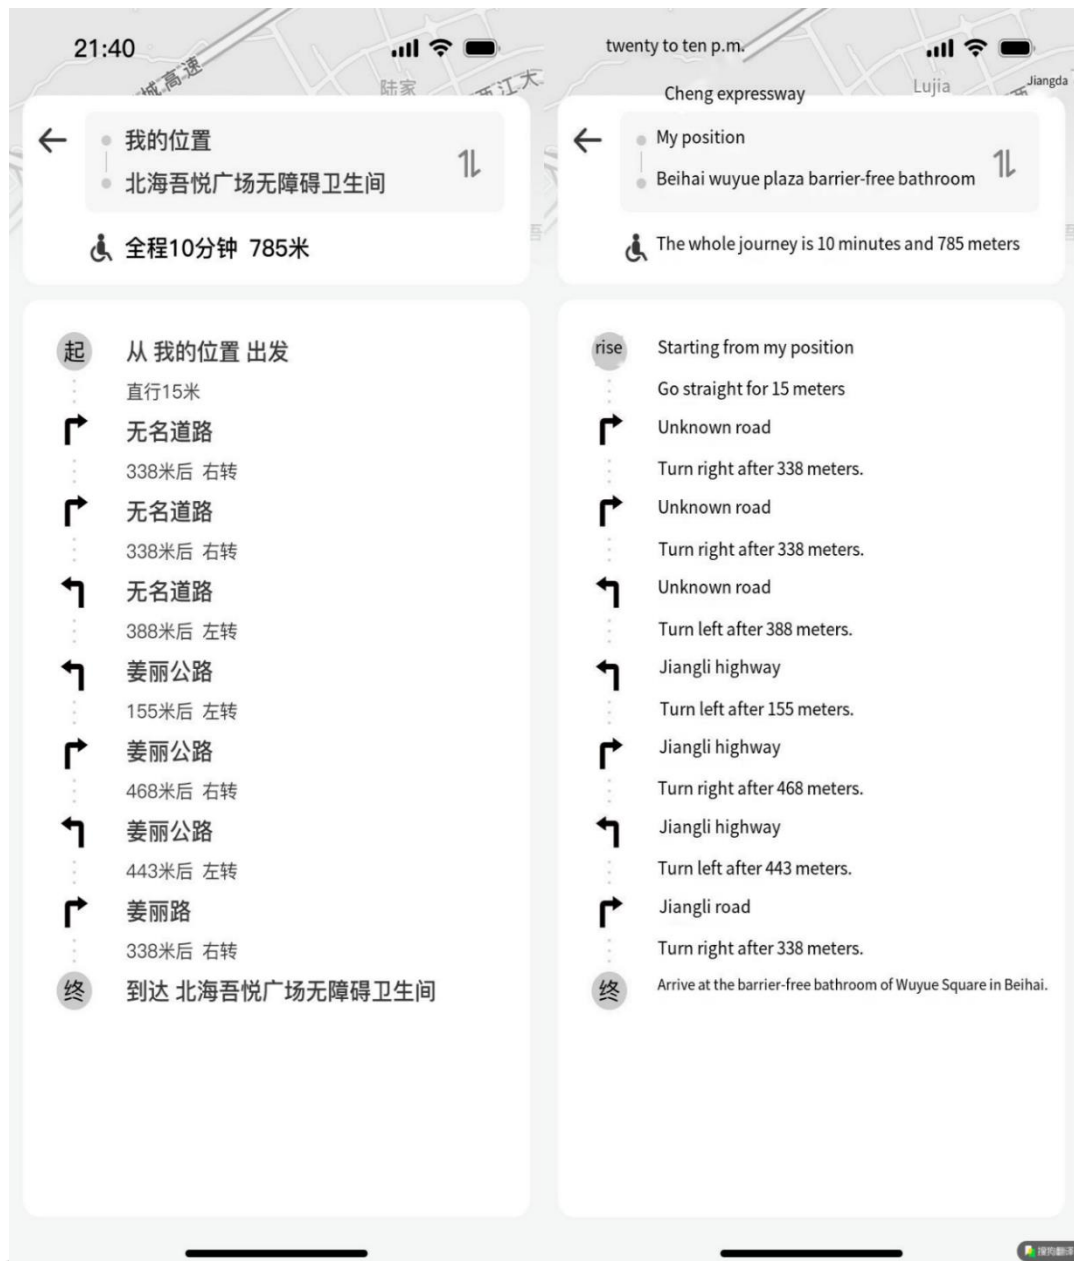 21:40
城高速
陆家
西江大
我的位置
北海吾悦广场无障碍卫生间
全程10分钟 785米
起
从 我的位置 出发
直行15米
无名道路
338米后 右转
无名道路
338米后 右转
无名道路
388米后 左转
姜丽公路
155米后 左转
姜丽公路
468米后 右转
姜丽公路
443米后 左转
姜丽路
338米后 右转
终
到达 北海吾悦广场无障碍卫生间
twenty to ten p.m.
Cheng expressway
Lujia
Jiangda
My position
Beihai wuyue plaza barrier-free bathroom
The whole journey is 10 minutes and 785 meters
rise
Starting from my position
Go straight for 15 meters
Unknown road
Turn right after 338 meters.
Unknown road
Turn right after 338 meters.
Unknown road
Turn left after 388 meters.
Jiangli highway
Turn left after 155 meters.
Jiangli highway
Turn right after 468 meters.
Jiangli highway
Turn left after 443 meters.
Jiangli road
Turn right after 338 meters.
终
Arrive at the barrier-free bathroom of Wuyue Square in Beihai.
搜狗翻译